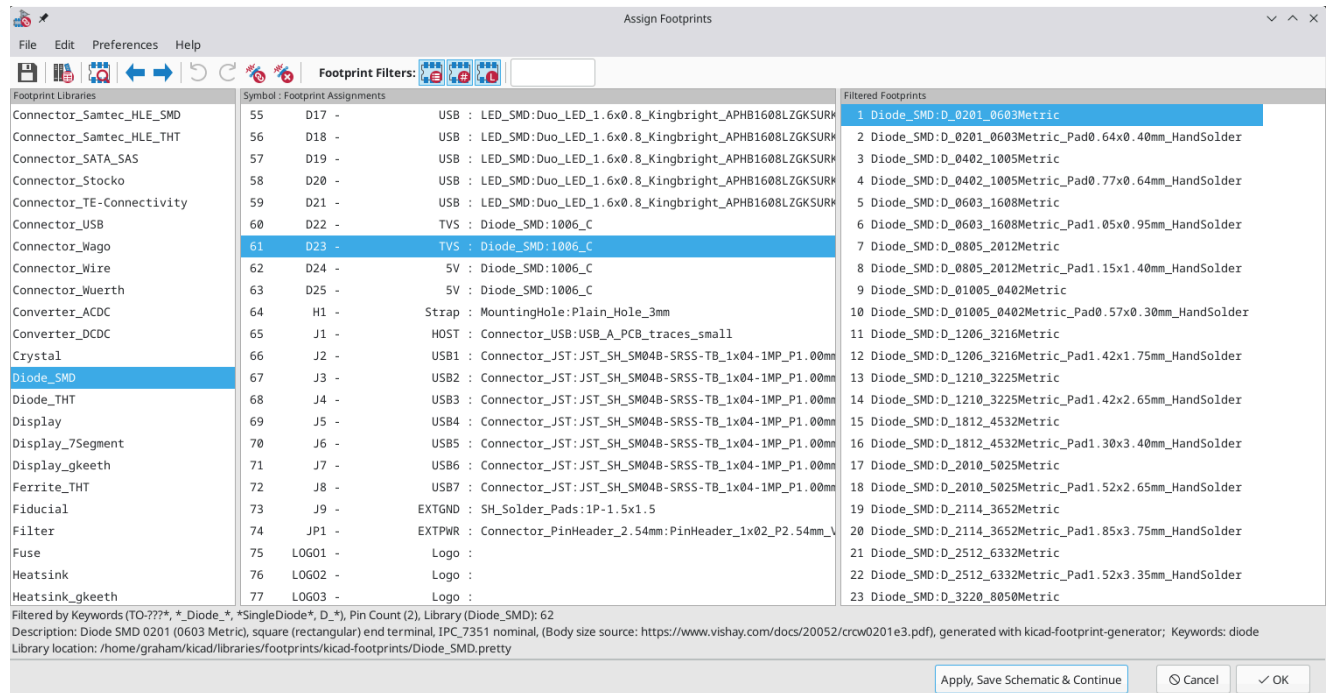 Assign Footprints
File Edit Preferences Help
Footprint Filters:
Footprint Libraries
Connector_Samtec_HLE_SMD
Connector_Samtec_HLE_THT
Connector_SATA_SAS
Connector_Stocko
Connector_TE-Connectivity
Connector_USB
Connector_Wago
Connector_Wire
Connector_Wuerth
Converter_ACDC
Converter_DCDC
Crystal
Diode_SMD
Diode_THT
Display
Display_7Segment
Display_gkeeth
Ferrite_THT
Fiducial
Filter
Fuse
Heatsink
Heatsink_gkeeth
Symbol : Footprint Assignments
55 D17 - USB : LED_SMD:Duo_LED_1.6x0.8_Kingbright_APHB1608LZGKSURK
56 D18 - USB : LED_SMD:Duo_LED_1.6x0.8_Kingbright_APHB1608LZGKSURK
57 D19 - USB : LED_SMD:Duo_LED_1.6x0.8_Kingbright_APHB1608LZGKSURK
58 D20 - USB : LED_SMD:Duo_LED_1.6x0.8_Kingbright_APHB1608LZGKSURK
59 D21 - USB : LED_SMD:Duo_LED_1.6x0.8_Kingbright_APHB1608LZGKSURK
60 D22 - TVS : Diode_SMD:1006_C
61 D23 - TVS : Diode_SMD:1006_C
62 D24 - 5V : Diode_SMD:1006_C
63 D25 - 5V : Diode_SMD:1006_C
64 H1 - Strap : MountingHole:Plain_Hole_3mm
65 J1 - HOST : Connector_USB:USB_A_PCB_traces_small
66 J2 - USB1 : Connector_JST:JST_SH_SM04B-SRSS-TB_1x04-1MP_P1.00mm
67 J3 - USB2 : Connector_JST:JST_SH_SM04B-SRSS-TB_1x04-1MP_P1.00mm
68 J4 - USB3 : Connector_JST:JST_SH_SM04B-SRSS-TB_1x04-1MP_P1.00mm
69 J5 - USB4 : Connector_JST:JST_SH_SM04B-SRSS-TB_1x04-1MP_P1.00mm
70 J6 - USB5 : Connector_JST:JST_SH_SM04B-SRSS-TB_1x04-1MP_P1.00mm
71 J7 - USB6 : Connector_JST:JST_SH_SM04B-SRSS-TB_1x04-1MP_P1.00mm
72 J8 - USB7 : Connector_JST:JST_SH_SM04B-SRSS-TB_1x04-1MP_P1.00mm
73 J9 - EXTGND : SH_Solder_Pads:1P-1.5x1.5
74 JP1 - EXTPWR : Connector_PinHeader_2.54mm:PinHeader_1x02_P2.54mm_V
75 LOGO1 - Logo :
76 LOGO2 - Logo :
77 LOGO3 - Logo :
Filtered Footprints
1 Diode_SMD:D_0201_0603Metric
2 Diode_SMD:D_0201_0603Metric_Pad0.64x0.40mm_HandSolder
3 Diode_SMD:D_0402_1005Metric
4 Diode_SMD:D_0402_1005Metric_Pad0.77x0.64mm_HandSolder
5 Diode_SMD:D_0603_1608Metric
6 Diode_SMD:D_0603_1608Metric_Pad1.05x0.95mm_HandSolder
7 Diode_SMD:D_0805_2012Metric
8 Diode_SMD:D_0805_2012Metric_Pad1.15x1.40mm_HandSolder
9 Diode_SMD:D_01005_0402Metric
10 Diode_SMD:D_01005_0402Metric_Pad0.57x0.30mm_HandSolder
11 Diode_SMD:D_1206_3216Metric
12 Diode_SMD:D_1206_3216Metric_Pad1.42x1.75mm_HandSolder
13 Diode_SMD:D_1210_3225Metric
14 Diode_SMD:D_1210_3225Metric_Pad1.42x2.65mm_HandSolder
15 Diode_SMD:D_1812_4532Metric
16 Diode_SMD:D_1812_4532Metric_Pad1.30x3.40mm_HandSolder
17 Diode_SMD:D_2010_5025Metric
18 Diode_SMD:D_2010_5025Metric_Pad1.52x2.65mm_HandSolder
19 Diode_SMD:D_2114_3652Metric
20 Diode_SMD:D_2114_3652Metric_Pad1.85x3.75mm_HandSolder
21 Diode_SMD:D_2512_6332Metric
22 Diode_SMD:D_2512_6332Metric_Pad1.52x3.35mm_HandSolder
23 Diode_SMD:D_3220_8050Metric
Filtered by Keywords (TO-???*, *_Diode_*, *SingleDiode*, D_*), Pin Count (2), Library (Diode_SMD): 62
Description: Diode SMD 0201 (0603 Metric), square (rectangular) end terminal, IPC_7351 nominal, (Body size source: https://www.vishay.com/docs/20052/crcw0201e3.pdf), generated with kicad-footprint-generator; Keywords: diode
Library location: /home/graham/kicad/libraries/footprints/kicad-footprints/Diode_SMD.pretty
Apply, Save Schematic & Continue
Cancel
OK